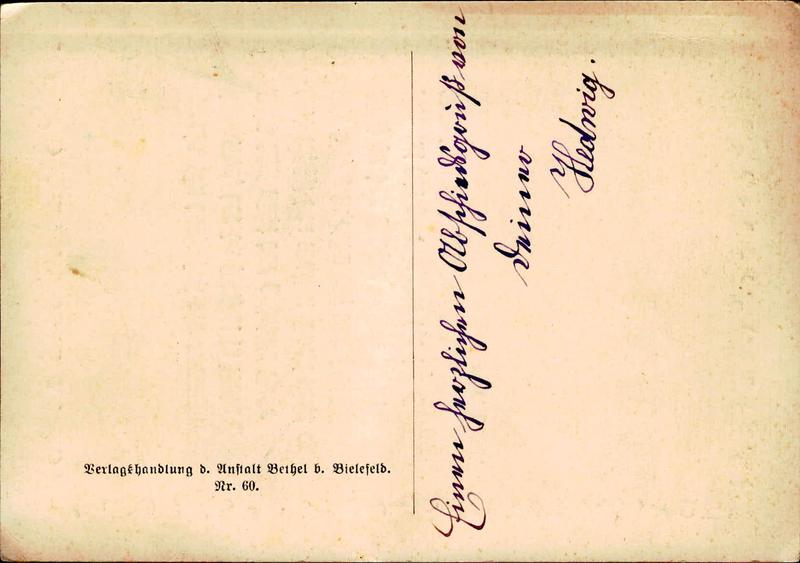 Verlagshandlung d. Anstalt Bethel b. Bielefeld.
Nr. 60.
Einen herzlichen Abschiedsgruß von
deiner
Hedwig.